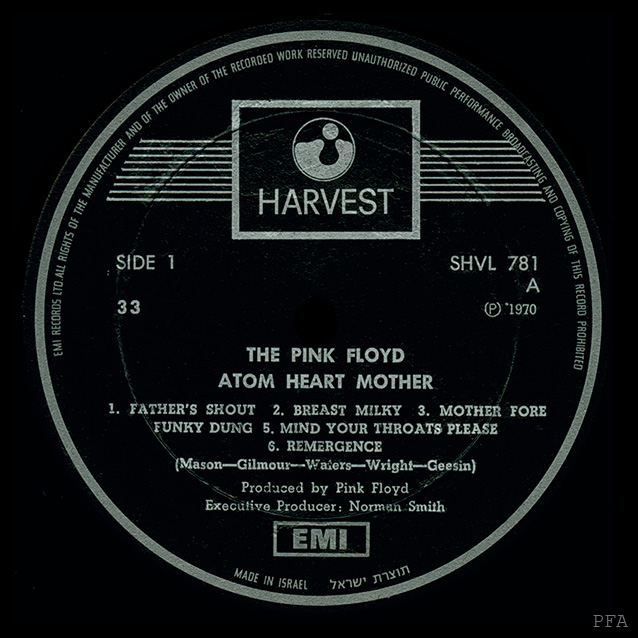 EMI RECORDS LTD. ALL RIGHTS OF THE MANUFACTURER AND OF THE OWNER OF THE RECORDED WORK RESERVED UNAUTHORIZED PUBLIC PERFORMANCE BROADCASTING AND COPYING OF THIS RECORD PROHIBITED
HARVEST
SIDE 1
SHVL 781
A
33
Ⓟ 1970
THE PINK FLOYD
ATOM HEART MOTHER
1. FATHER'S SHOUT 2. BREAST MILKY 3. MOTHER FORE
FUNKY DUNG 5. MIND YOUR THROATS PLEASE
6. REMERGENCE
(Mason—Gilmour—Waters—Wright—Geesin)
Produced by Pink Floyd
Executive Producer: Norman Smith
EMI
MADE IN ISRAEL תוצרת ישראל
PFA